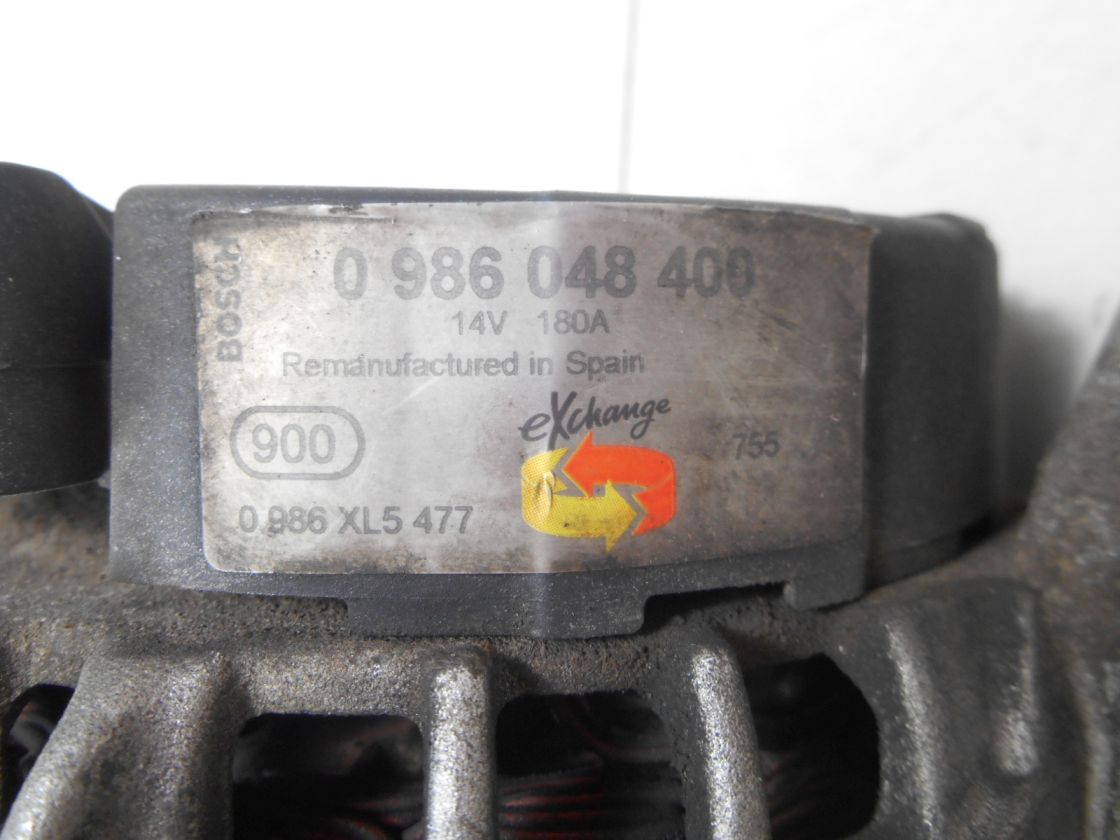 BOSCH
0 986 048 400
14V 180A
Remanufactured in Spain
eXchange
900
755
0 986 XL5 477